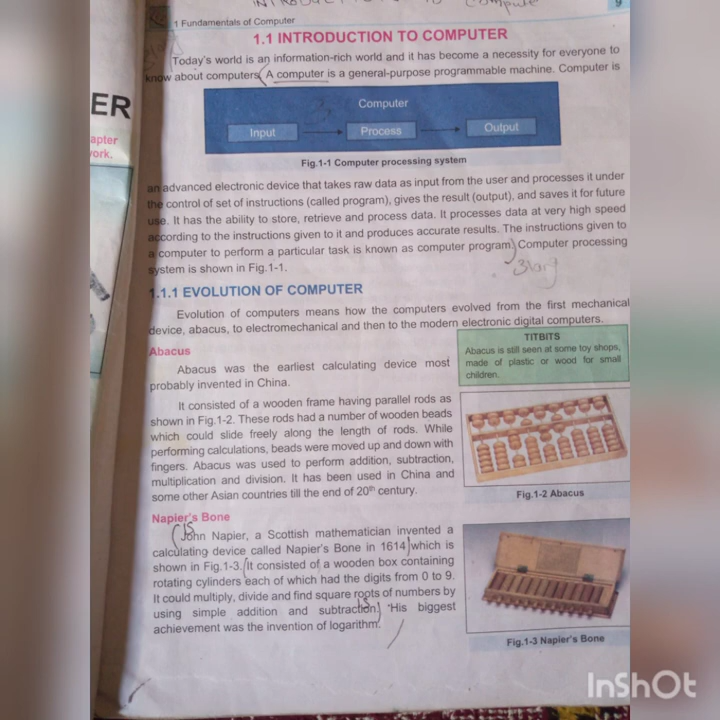 INTRODUCTION TO Compute
9
1 Fundamentals of Computer
1.1 INTRODUCTION TO COMPUTER
Today's world is an information-rich world and it has become a necessity for everyone to
know about computers. A computer is a general-purpose programmable machine. Computer is
Computer
Input
Process
Output
Fig.1-1 Computer processing system
an advanced electronic device that takes raw data as input from the user and processes it under
the control of set of instructions (called program), gives the result (output), and saves it for future
use. It has the ability to store, retrieve and process data. It processes data at very high speed
according to the instructions given to it and produces accurate results. The instructions given to
a computer to perform a particular task is known as computer program. Computer processing
system is shown in Fig.1-1.
1.1.1 EVOLUTION OF COMPUTER
Evolution of computers means how the computers evolved from the first mechanical
device, abacus, to electromechanical and then to the modern electronic digital computers.
Abacus
Abacus was the earliest calculating device most
probably invented in China.
TITBITS
Abacus is still seen at some toy shops,
made of plastic or wood for small
children.
It consisted of a wooden frame having parallel rods as
shown in Fig.1-2. These rods had a number of wooden beads
which could slide freely along the length of rods. While
performing calculations, beads were moved up and down with
fingers. Abacus was used to perform addition, subtraction,
multiplication and division. It has been used in China and
some other Asian countries till the end of 20th century.
Fig.1-2 Abacus
Napier's Bone
John Napier, a Scottish mathematician invented a
calculating device called Napier's Bone in 1614 which is
shown in Fig.1-3. It consisted of a wooden box containing
rotating cylinders each of which had the digits from 0 to 9.
It could multiply, divide and find square roots of numbers by
using simple addition and subtraction. His biggest
achievement was the invention of logarithm.
Fig.1-3 Napier's Bone
ER
apter
work.
InShOt